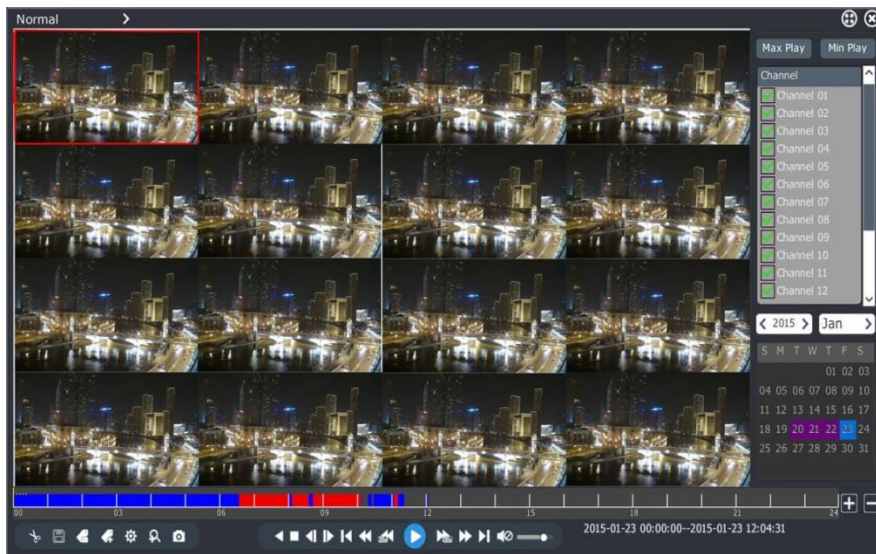 Normal >
Max Play Min Play
Channel
Channel 01
Channel 02
Channel 03
Channel 04
Channel 05
Channel 06
Channel 07
Channel 08
Channel 09
Channel 10
Channel 11
Channel 12
< 2015 > Jan >
S M T W T F S
01 02 03
04 05 06 07 08 09 10
11 12 13 14 15 16 17
18 19 20 21 22 23 24
25 26 27 28 29 30 31
00 03 06 09 12 15 18 21 24
2015-01-23 00:00:00--2015-01-23 12:04:31